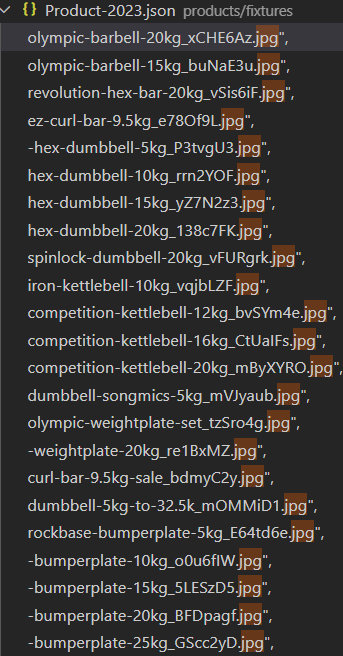 {} Product-2023.json products/fixtures
olympic-barbell-20kg_xCHE6Az.jpg",
olympic-barbell-15kg_buNaE3u.jpg",
revolution-hex-bar-20kg_vSis6iF.jpg",
ez-curl-bar-9.5kg_e78Of9L.jpg",
-hex-dumbbell-5kg_P3tvgU3.jpg",
hex-dumbbell-10kg_rrn2YOF.jpg",
hex-dumbbell-15kg_yZ7N2z3.jpg",
hex-dumbbell-20kg_138c7FK.jpg",
spinlock-dumbbell-20kg_vFURgrk.jpg",
iron-kettlebell-10kg_vqjbLZF.jpg",
competition-kettlebell-12kg_bvSYm4e.jpg",
competition-kettlebell-16kg_CtUaIFs.jpg",
competition-kettlebell-20kg_mByXYRO.jpg",
dumbbell-songmics-5kg_mVJyaub.jpg",
olympic-weightplate-set_tzSro4g.jpg",
-weightplate-20kg_re1BxMZ.jpg",
curl-bar-9.5kg-sale_bdmyC2y.jpg",
dumbbell-5kg-to-32.5k_mOMMiD1.jpg",
rockbase-bumperplate-5kg_E64td6e.jpg",
-bumperplate-10kg_o0u6fIW.jpg",
-bumperplate-15kg_5LESzD5.jpg",
-bumperplate-20kg_BFDpagf.jpg",
-bumperplate-25kg_GScc2yD.jpg",